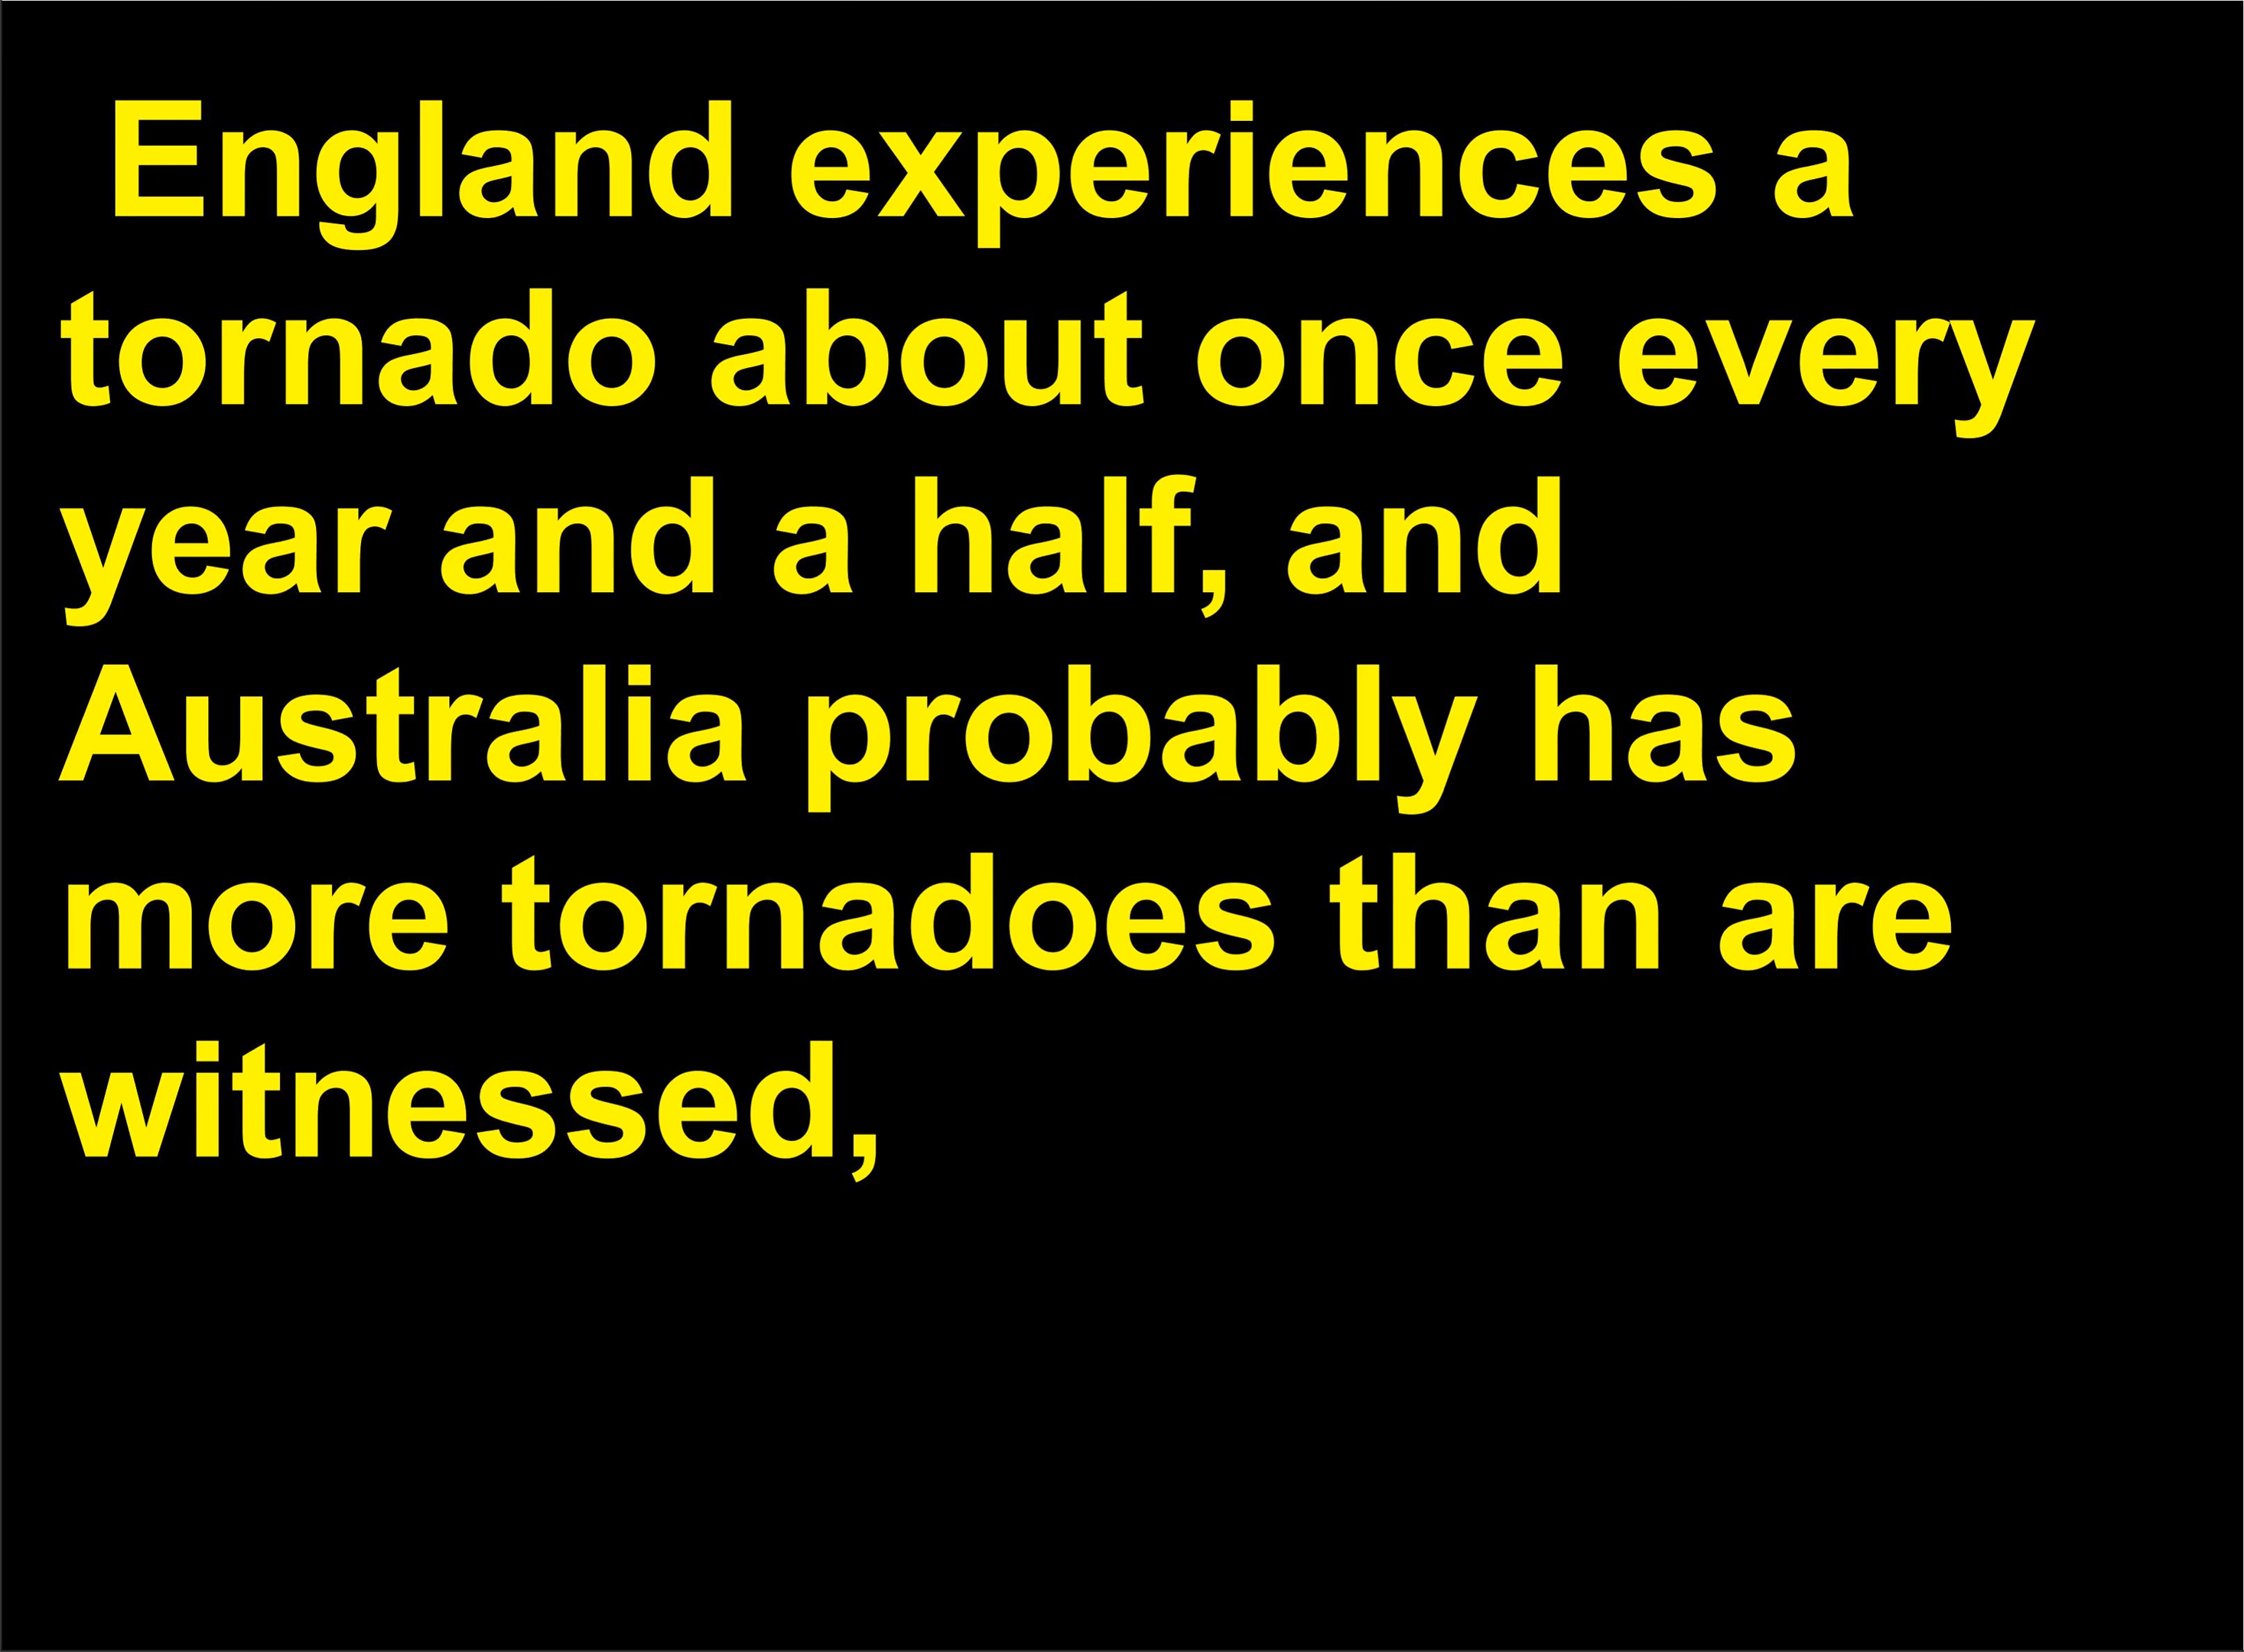 England experiences a
tornado about once every
year and a half, and
Australia probably has
more tornadoes than are
witnessed,